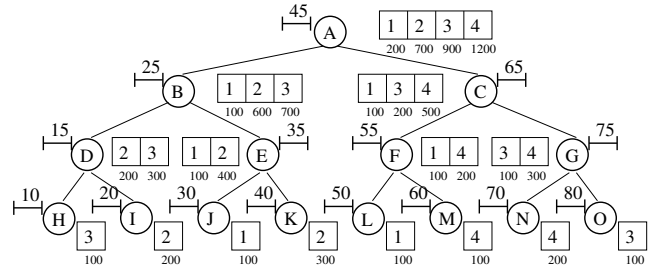 45 A 1 2 3 4
200 700 900 1200
25 B 1 2 3 1 3 4 C 65
100 600 700 100 200 500
15 D 2 3 1 2 E 35 55 F 1 4 3 4 G 75
200 300 100 400 100 200 100 300
10 20 30 40 50 60 70 80
H I J K L M N O
3 2 1 2 1 4 4 3
100 200 100 300 100 100 200 100